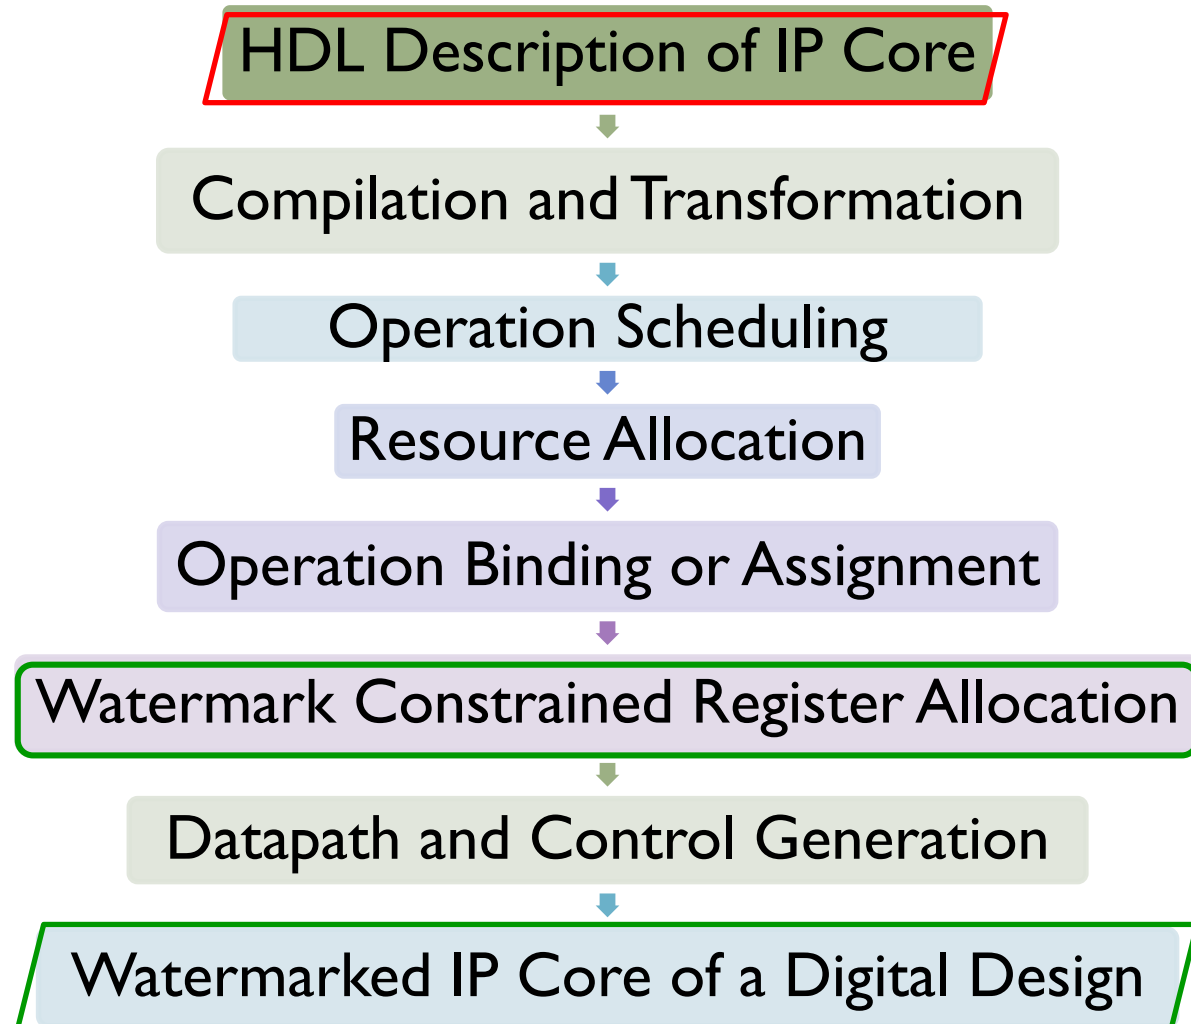 HDL Description of IP Core
Compilation and Transformation
Operation Scheduling
Resource Allocation
Operation Binding or Assignment
Watermark Constrained Register Allocation
Datapath and Control Generation
Watermarked IP Core of a Digital Design